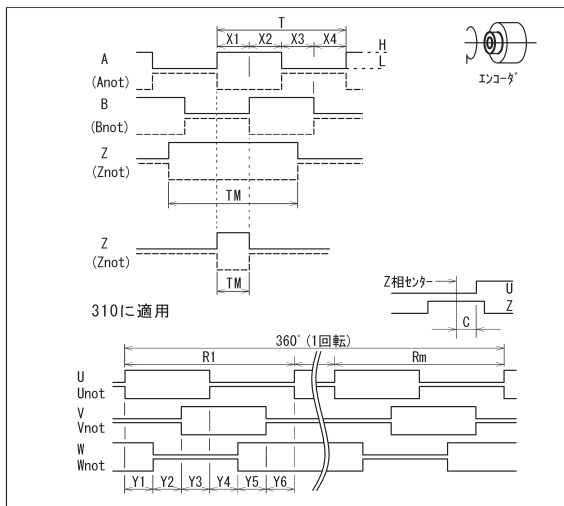 T
X1 X2 X3 X4
A
H
L
(Anot)
エンコーダ
B
(Bnot)
Z
(Znot)
TM
Z
(Znot)
TM
Z相センター
U
Z
C
310に適用
360°(1回転)
R1
Rm
U
Unot
V
Vnot
W
Wnot
Y1 Y2 Y3 Y4 Y5 Y6